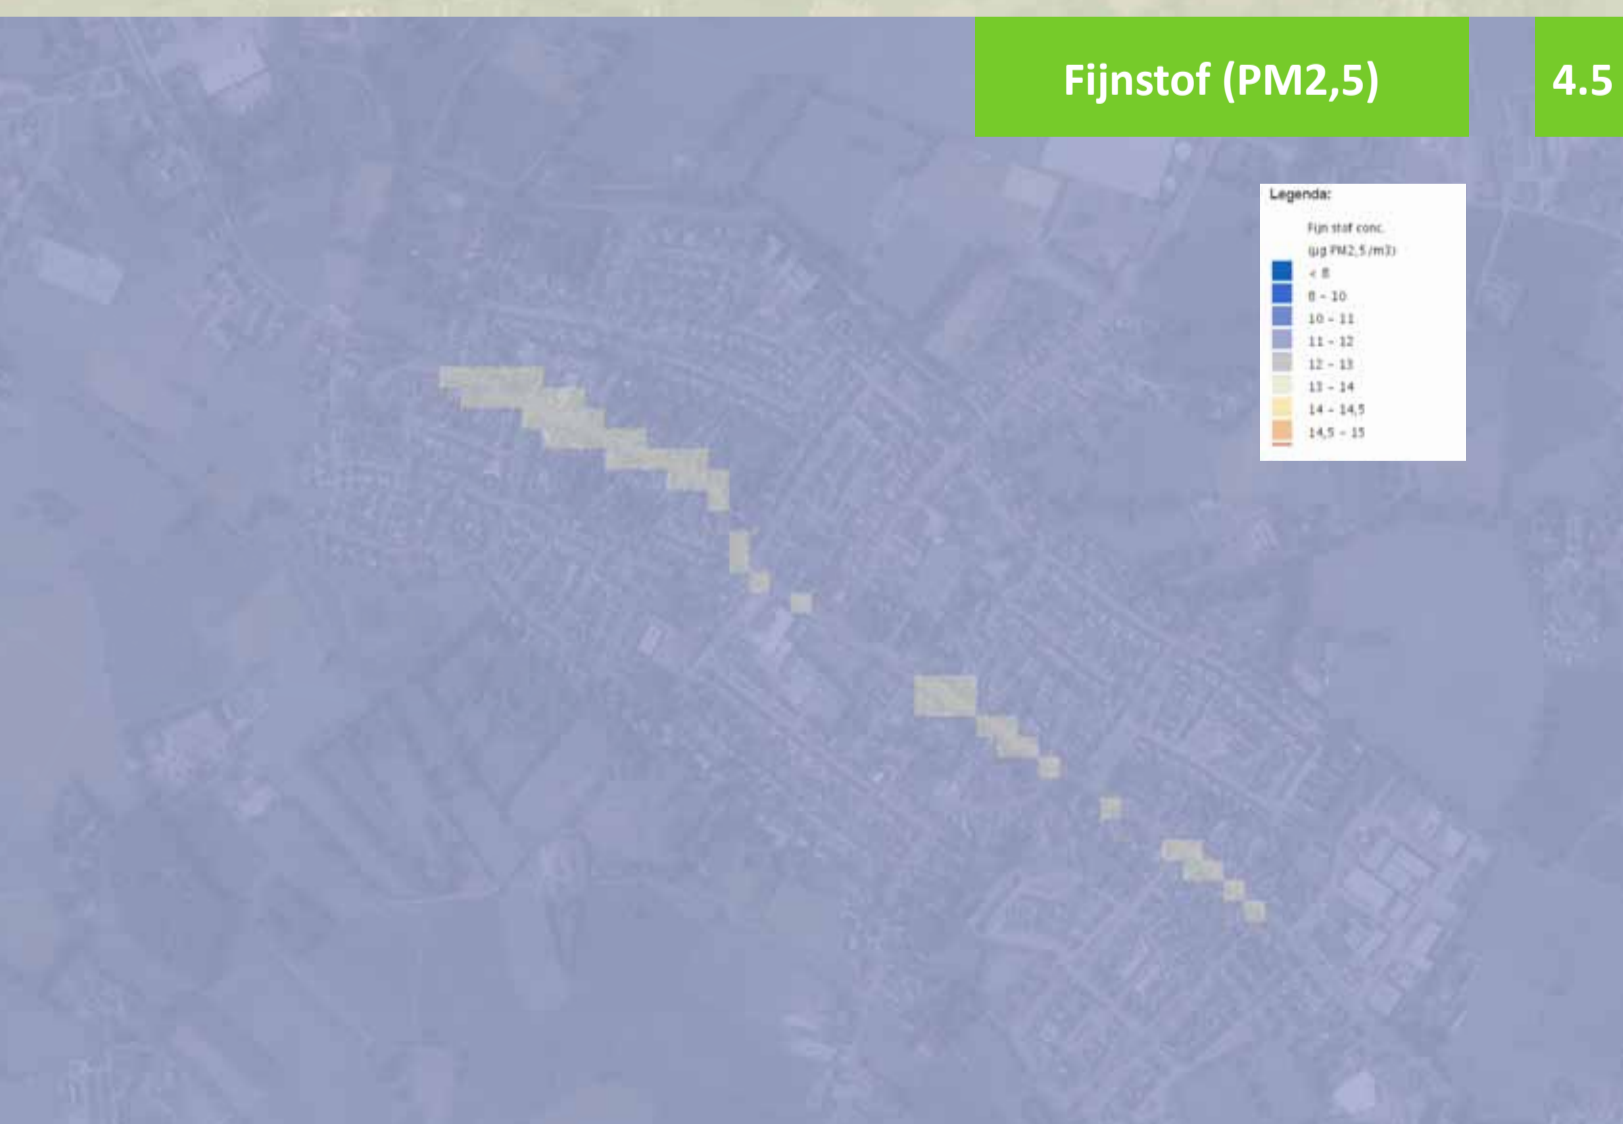 Fijnstof (PM2,5)
4.5
Legenda:
Fijn stof conc.
(µg PM2,5/m3)
< 8
8 – 10
10 – 11
11 – 12
12 – 13
13 – 14
14 – 14,5
14,5 – 15